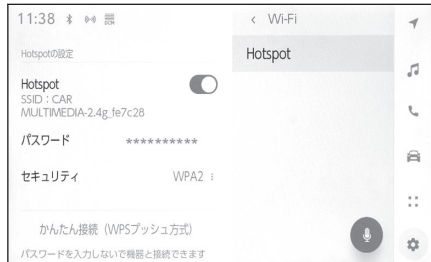 11:38
Hotspotの設定
Hotspot
SSID：CAR
MULTIMEDIA-2.4g_fe7c28
パスワード **********
セキュリティ WPA2
かんたん接続（WPSプッシュ方式）
パスワードを入力しないで機器と接続できます
< Wi-Fi
Hotspot